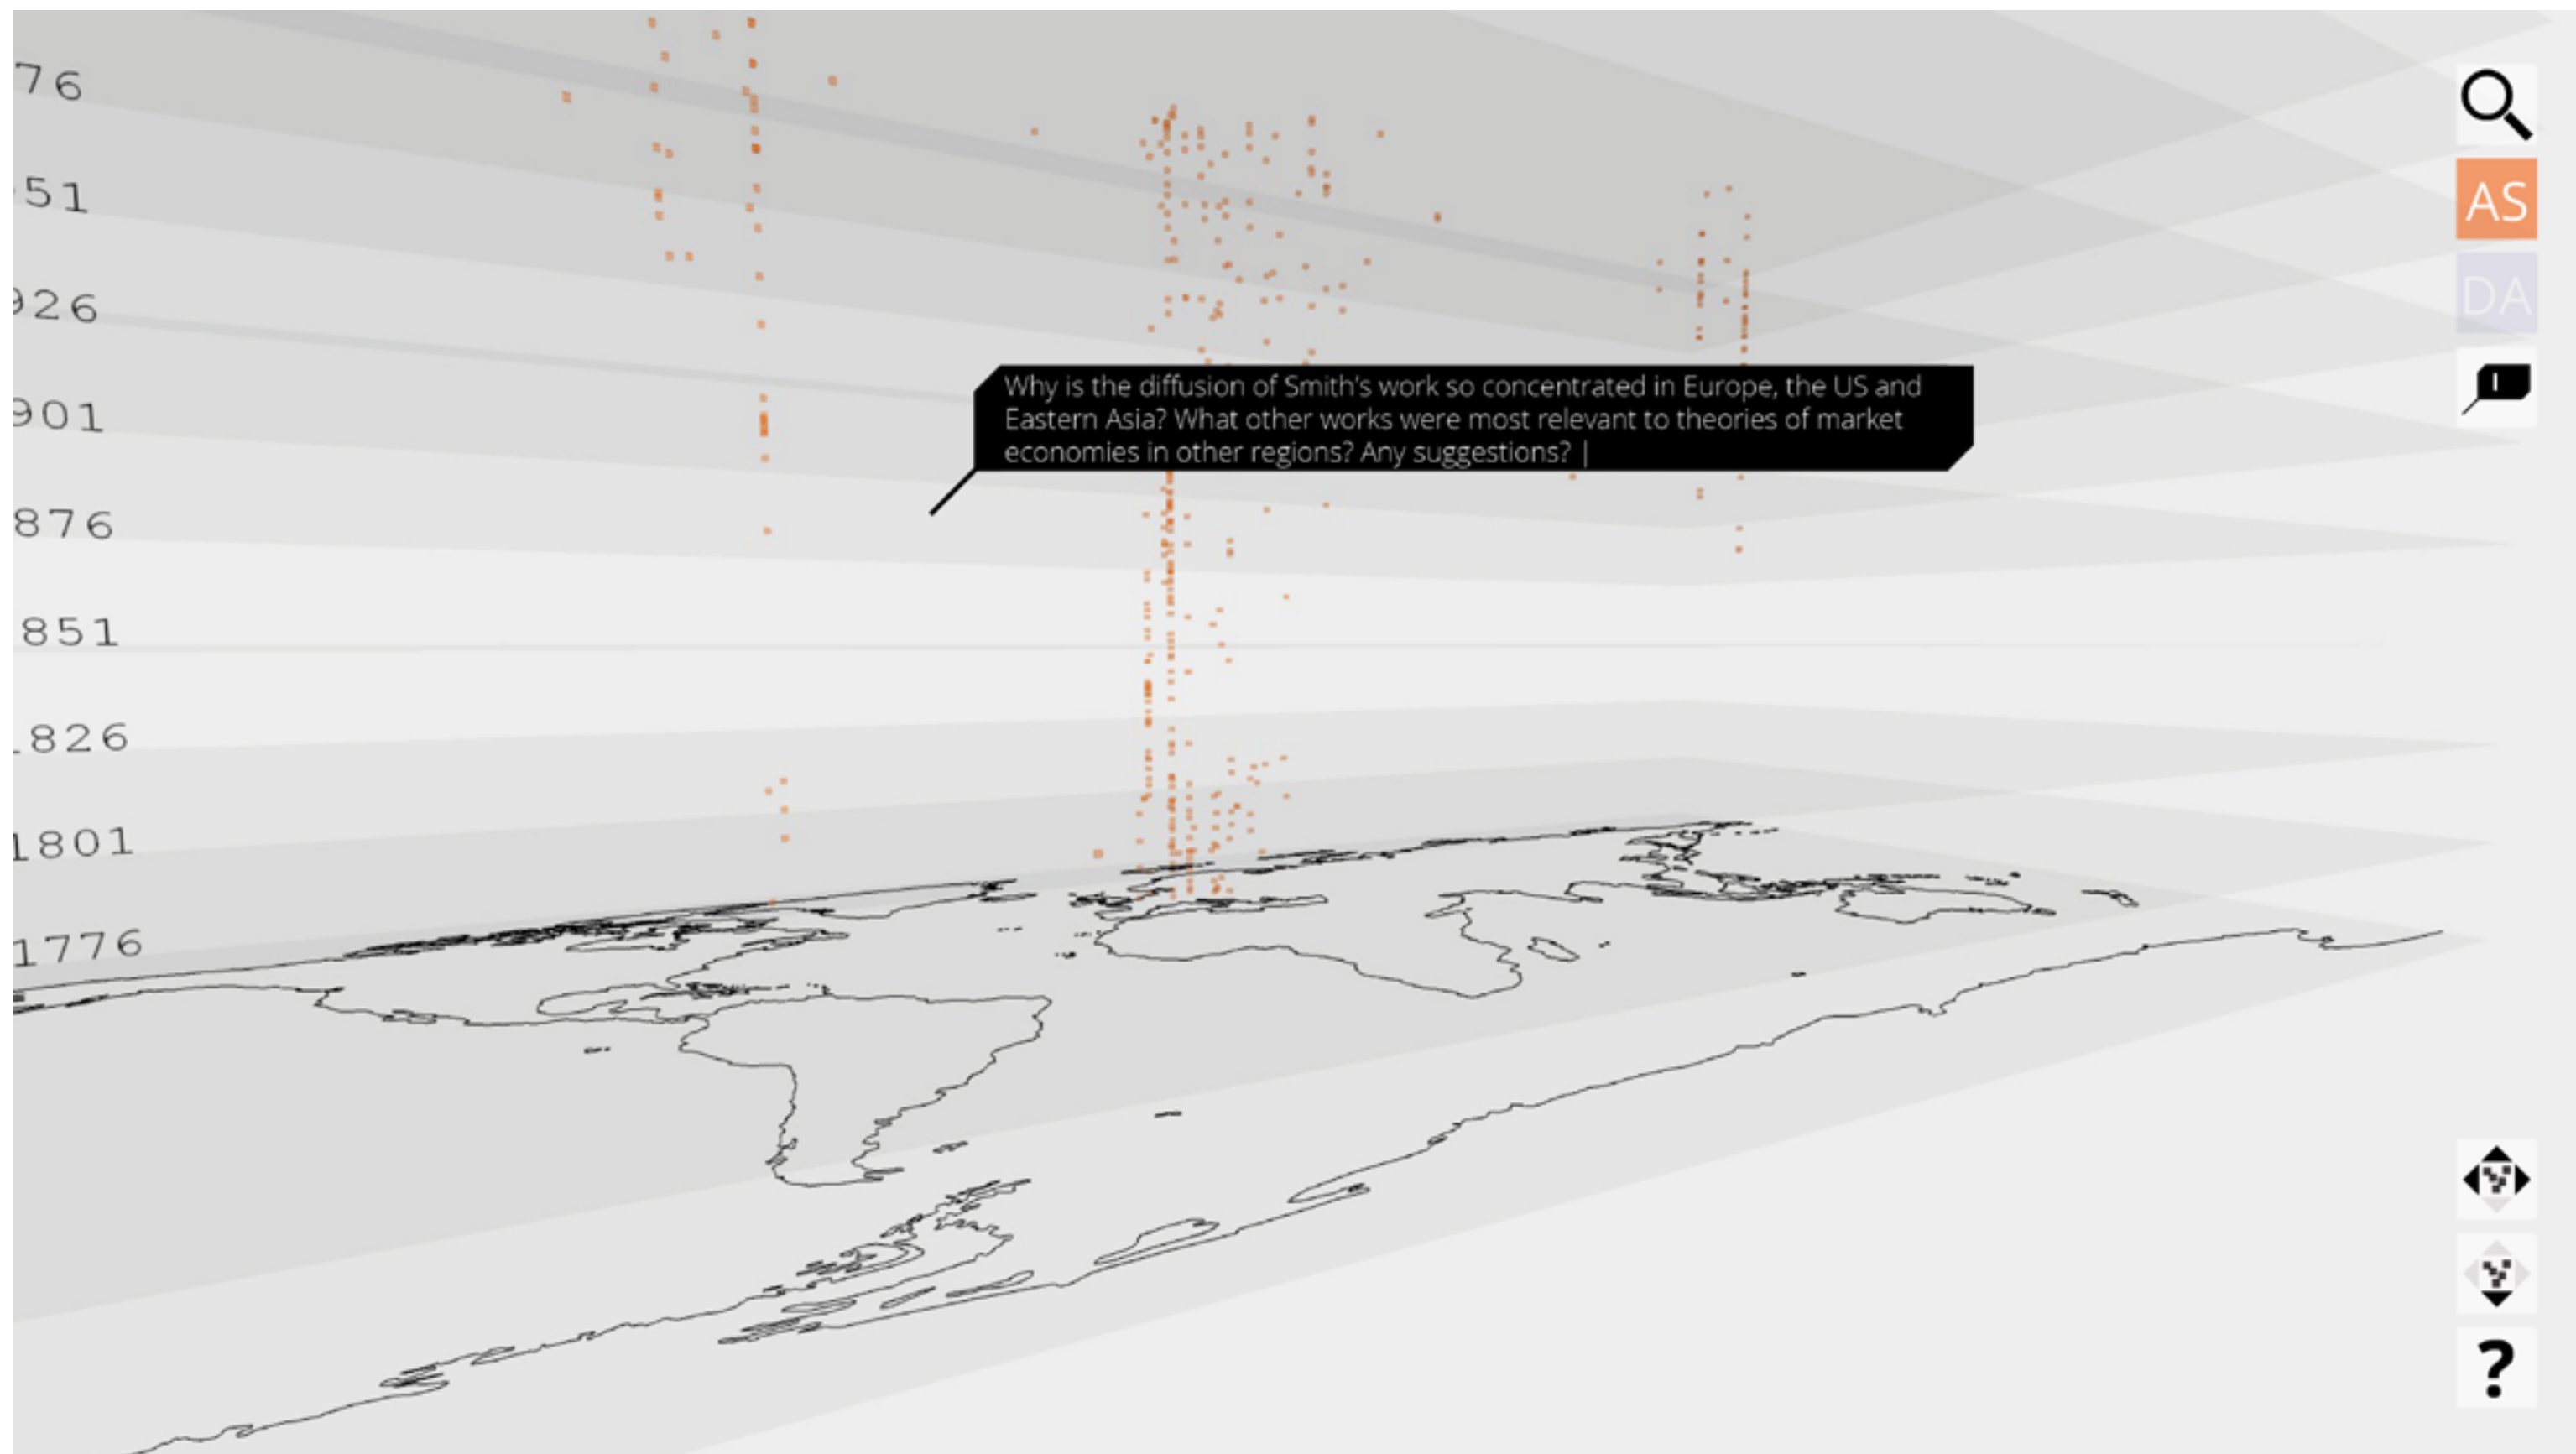 76
51
926
901
876
851
1826
1801
1776
Why is the diffusion of Smith's work so concentrated in Europe, the US and
Eastern Asia? What other works were most relevant to theories of market
economies in other regions? Any suggestions? |
AS
DA
I
?